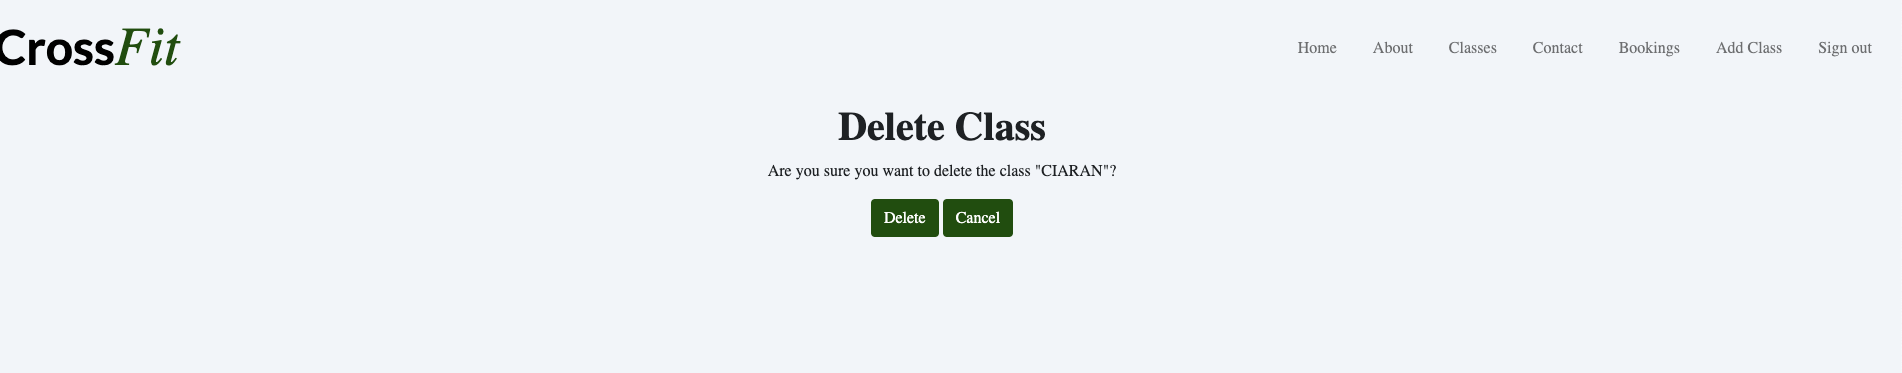 CrossFit
Home About Classes Contact Bookings Add Class Sign out
Delete Class
Are you sure you want to delete the class "CIARAN"?
Delete Cancel